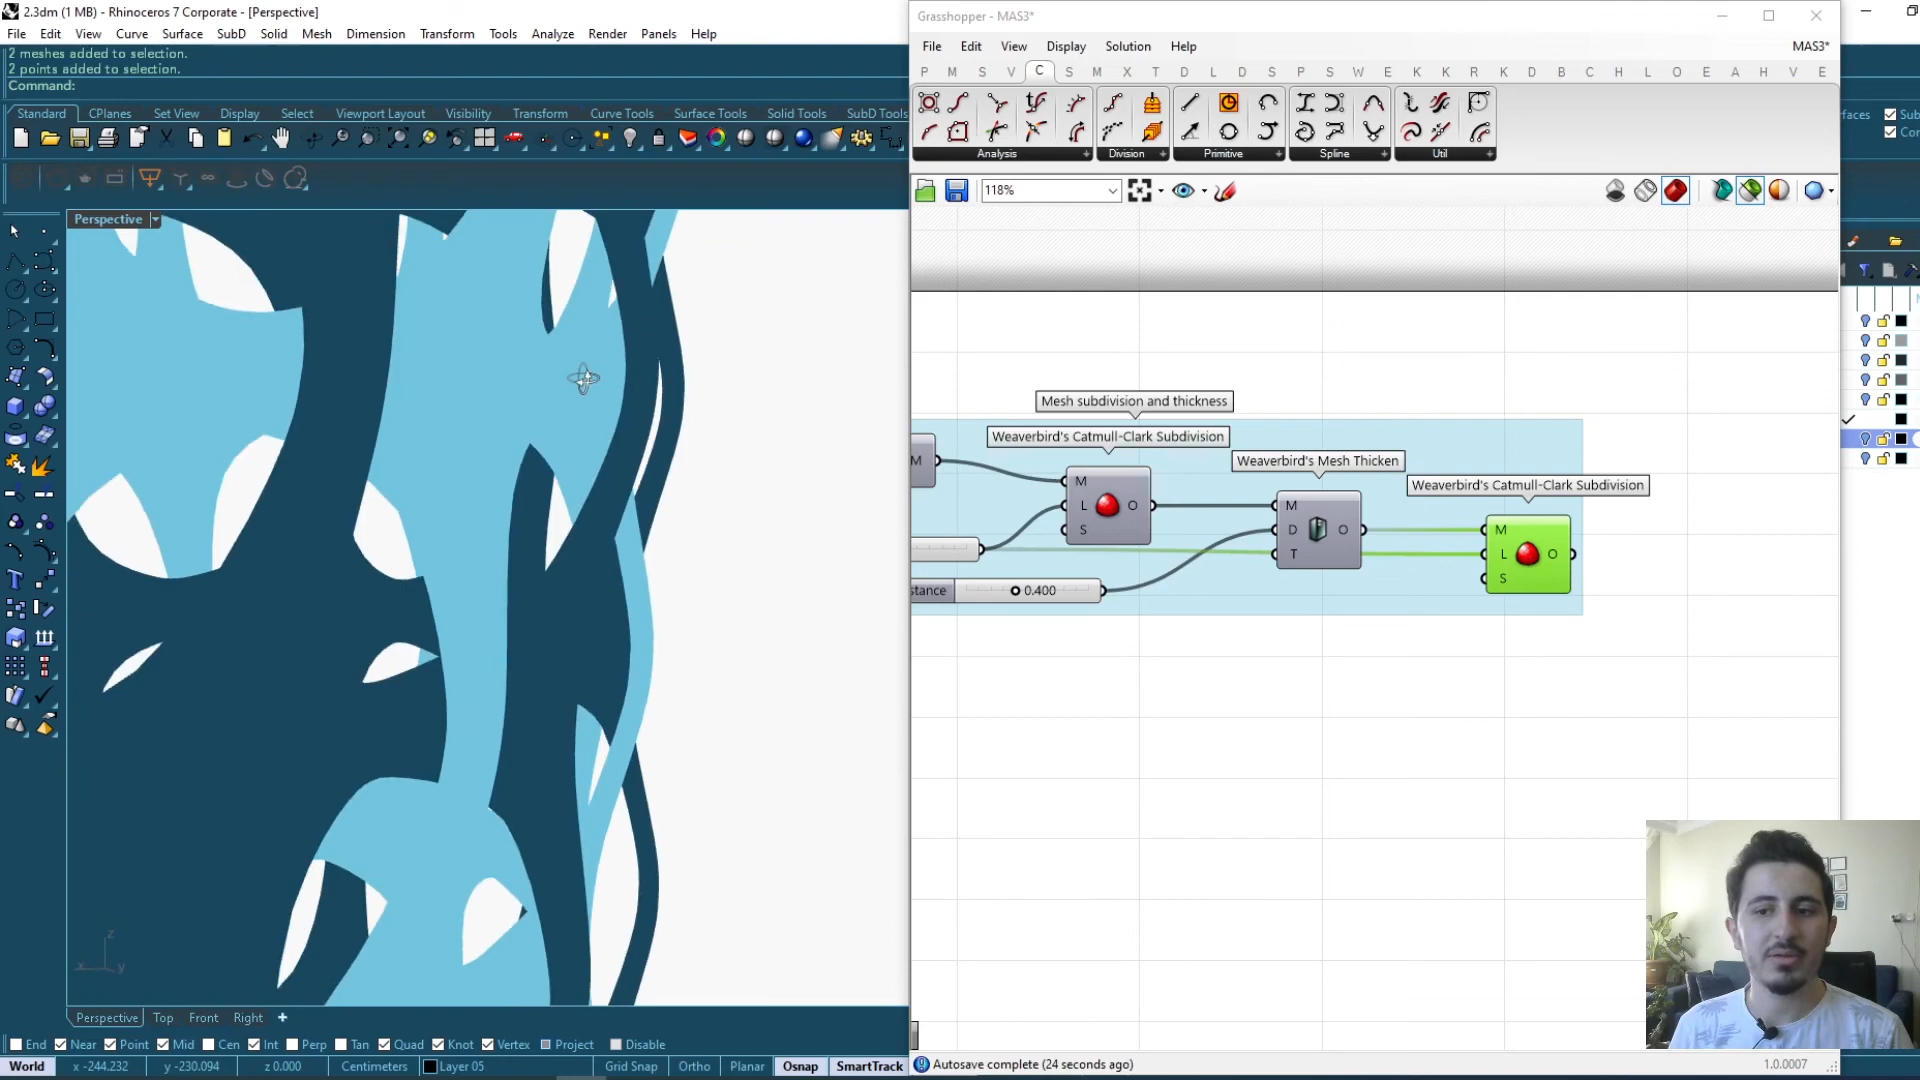 2.3dm (1 MB) - Rhinoceros 7 Corporate - [Perspective]
File Edit View Curve Surface SubD Solid Mesh Dimension Transform Tools Analyze Render Panels Help
2 meshes added to selection.
2 points added to selection.
Command:
Standard CPlanes Set View Display Select Viewport Layout Visibility Transform Curve Tools Surface Tools Solid Tools SubD Tools
Perspective
z
x y
Perspective Top Front Right
End Near Point Mid Cen Int Perp Tan Quad Knot Vertex Project Disable
World x -244.232 y -230.094 z 0.000 Centimeters Layer 05 Grid Snap Ortho Planar Osnap SmartTrack
Grasshopper - MAS3*
File Edit View Display Solution Help MAS3*
P M S V C S M X T D L D S P S W E K K R K D B C H L O E A H V E
Analysis Division Primitive Spline Util
118%
Mesh subdivision and thickness
Weaverbird's Catmull-Clark Subdivision
Weaverbird's Mesh Thicken
Weaverbird's Catmull-Clark Subdivision
M
M
L O
S
M
D O
T
M
L O
S
stance 0.400
Autosave complete (24 seconds ago) 1.0.0007
faces Sub
Cor